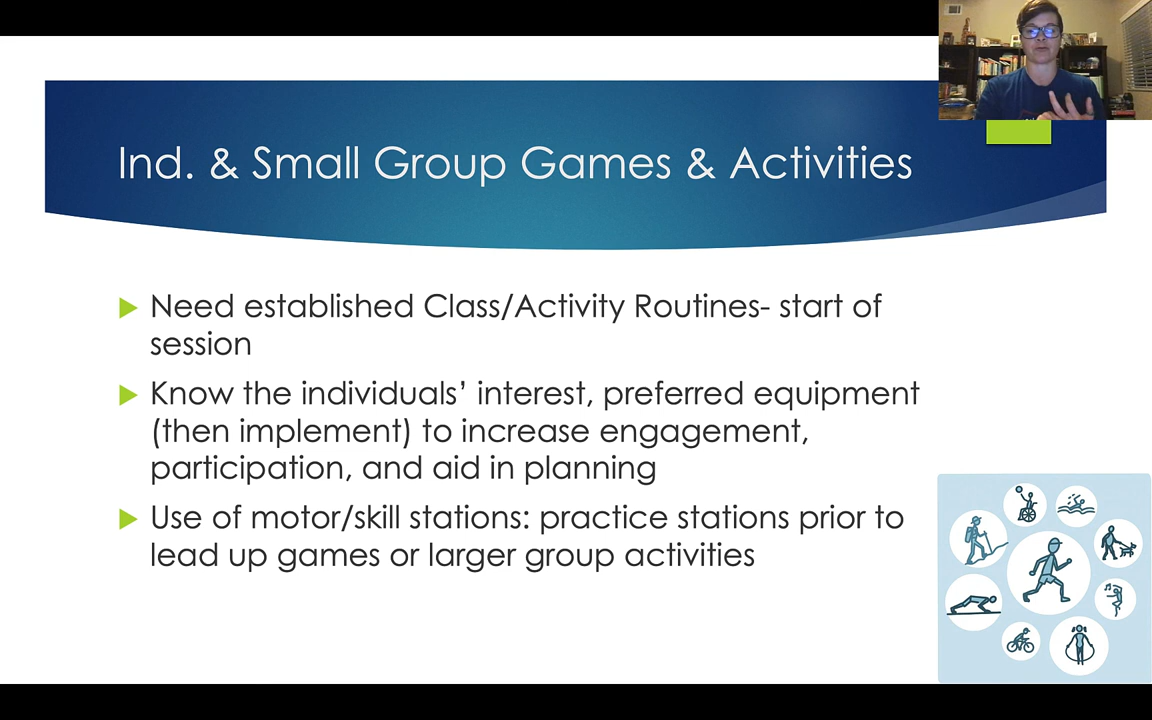 Ind. & Small Group Games & Activities
Need established Class/Activity Routines- start of
session
Know the individuals’ interest, preferred equipment
(then implement) to increase engagement,
participation, and aid in planning
Use of motor/skill stations: practice stations prior to
lead up games or larger group activities